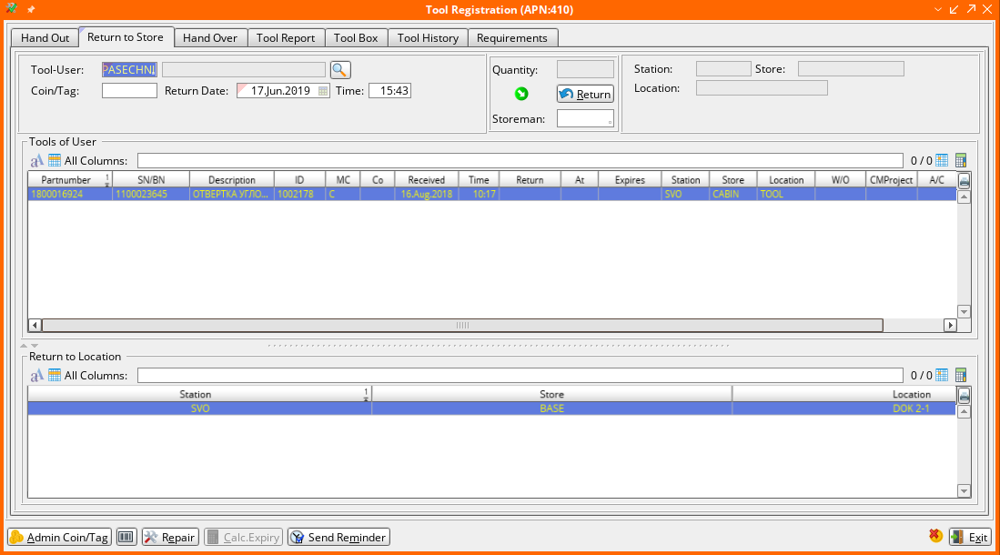 Tool Registration (APN:410)
Hand Out Return to Store Hand Over Tool Report Tool Box Tool History Requirements
Tool-User: PASECHNI Quantity: Station: Store:
Coin/Tag: Return Date: 17.Jun.2019 Time: 15:43 Return Location:
Storeman:
Tools of User
aA All Columns: 0 / 0
Partnumber 1 SN/BN Description ID MC Co Received Time Return At Expires Station Store Location W/O CMProject A/C
1800016924 1100023645 ОТВЕРТКА УГЛО... 1002178 C 16.Aug.2018 10:17 SVO CABIN TOOL
Return to Location
aA All Columns: 0 / 0
Station 1 Store Location
SVO BASE DOK 2-1
Admin Coin/Tag Repair Calc.Expiry Send Reminder Exit